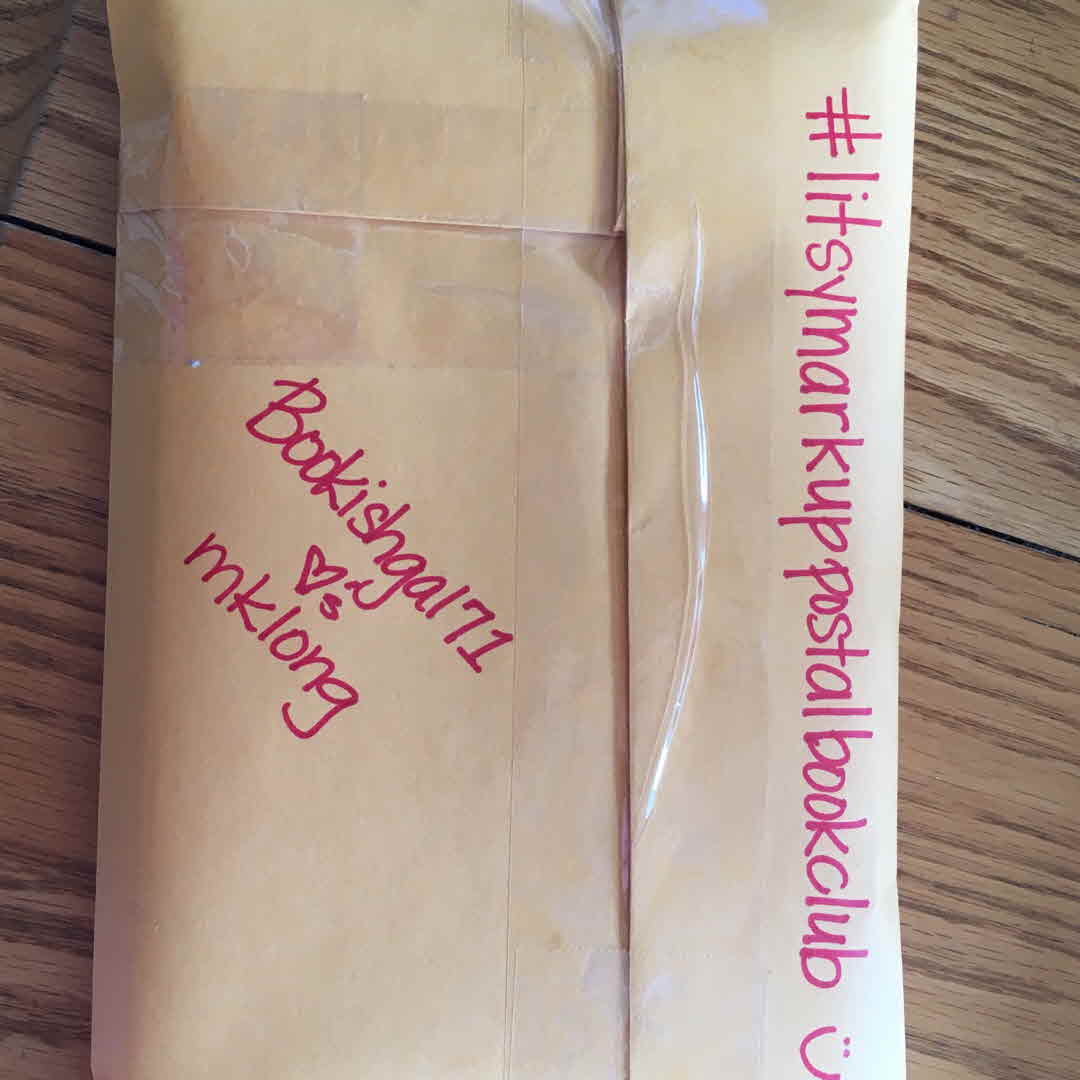 #litsymarkuppostalbookclub
Bookishgal71
♡s
mklong